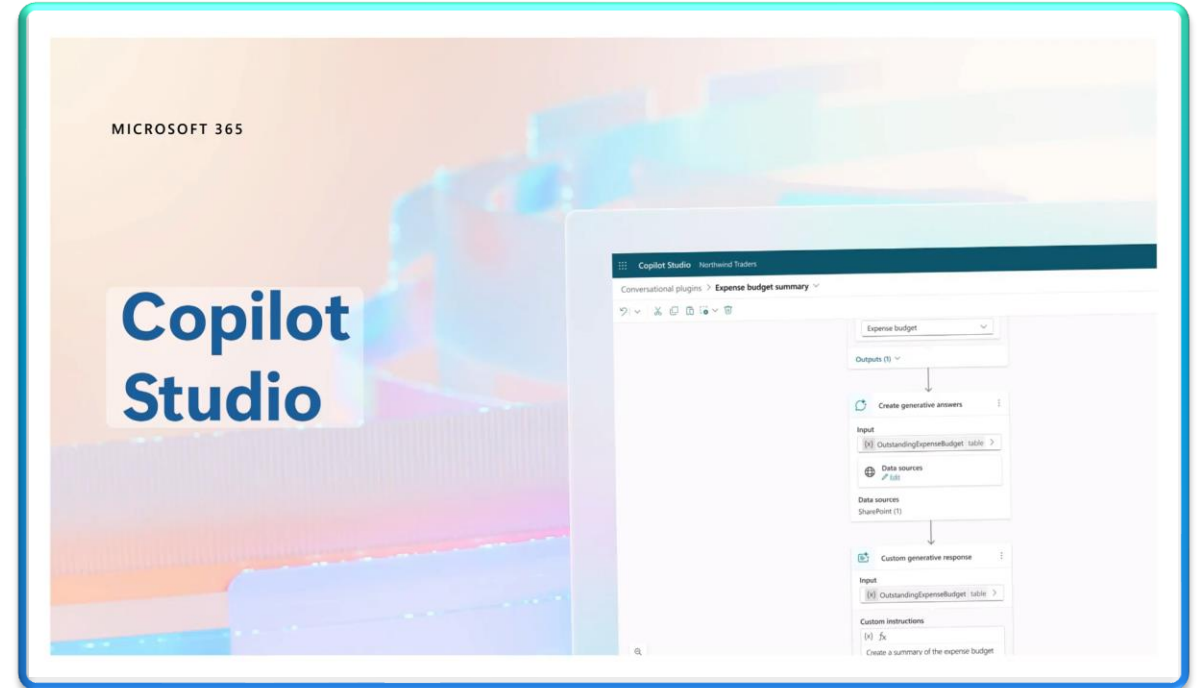 MICROSOFT 365
Copilot
Studio
Copilot Studio Northwind Traders
Conversational plugins > Expense budget summary
Expense budget
Outputs (1)
Create generative answers
Input
{x} OutstandingExpenseBudget table >
Data sources
Edit
Data sources
SharePoint (1)
Custom generative response
Input
{x} OutstandingExpenseBudget table >
Custom instructions
{x} fx
Create a summary of the expense budget